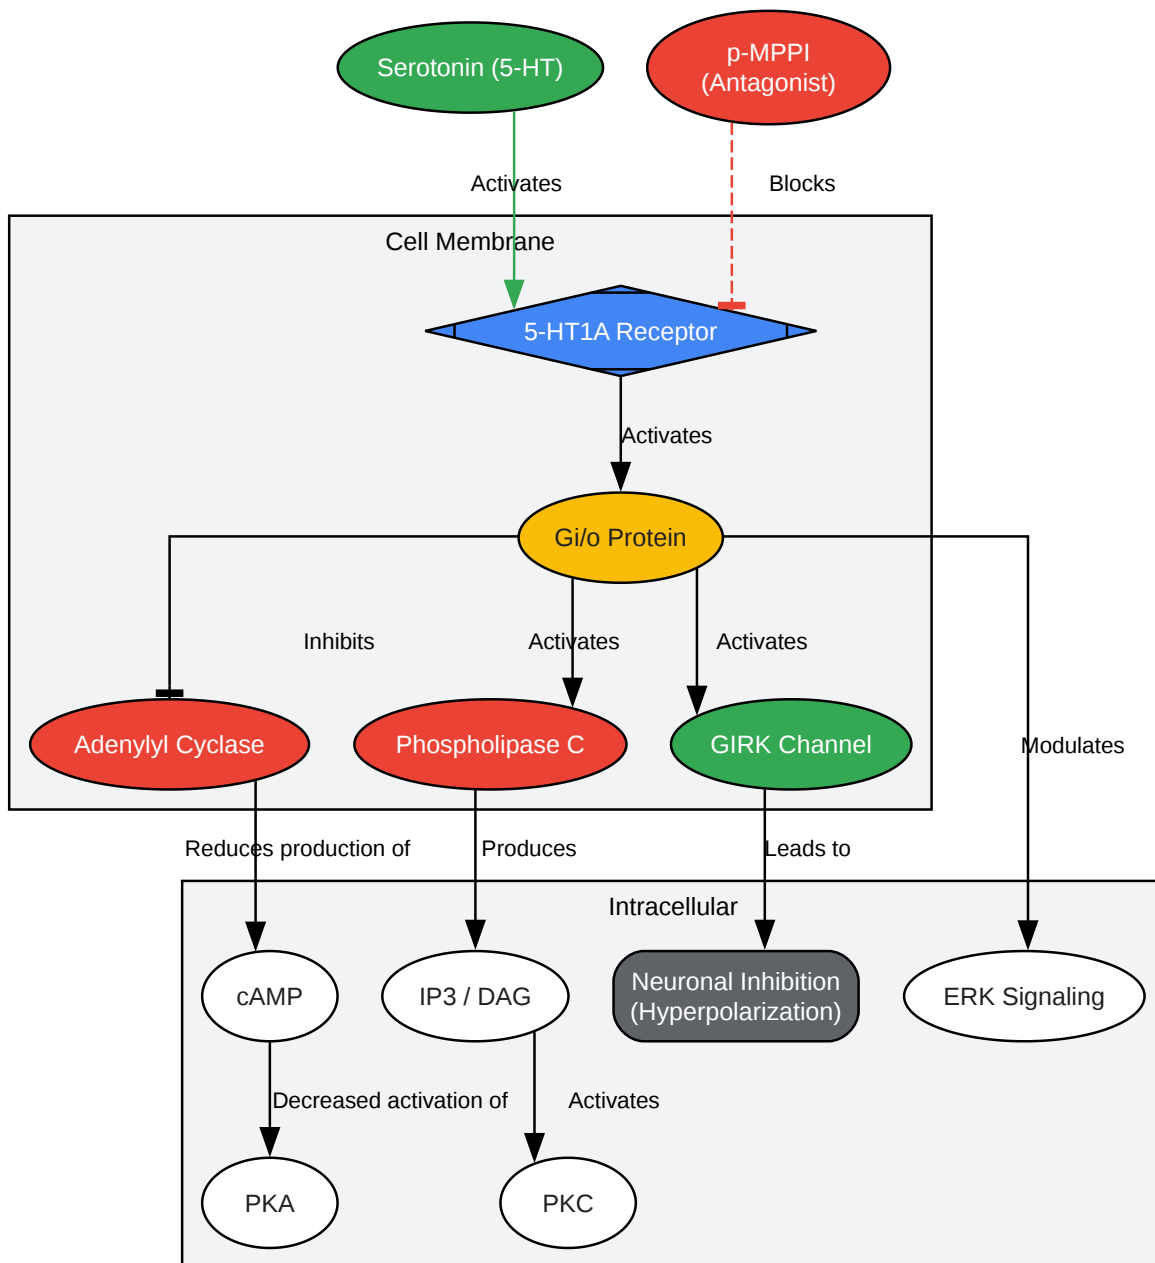 Serotonin (5-HT)
p-MPPI
(Antagonist)
Activates
Blocks
Cell Membrane
5-HT1A Receptor
Activates
Gi/o Protein
Inhibits
Activates
Activates
Adenylyl Cyclase
Phospholipase C
GIRK Channel
Modulates
Reduces production of
Produces
Leads to
Intracellular
cAMP
IP3 / DAG
Neuronal Inhibition
(Hyperpolarization)
ERK Signaling
Decreased activation of
Activates
PKA
PKC